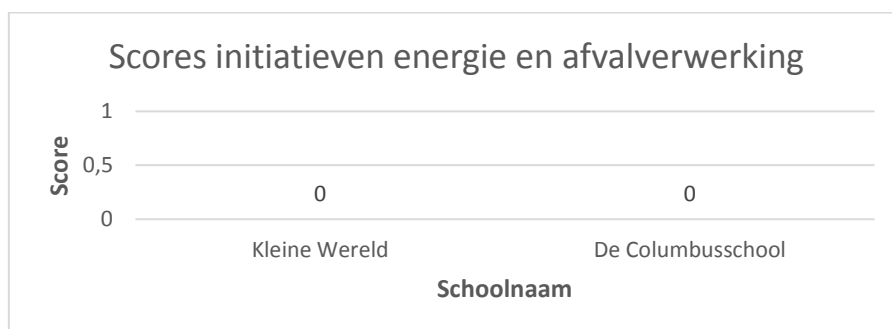 Scores initiatieven energie en afvalverwerking
1
0,5
0
Score
0 0
Kleine Wereld De Columbusschool
Schoolnaam